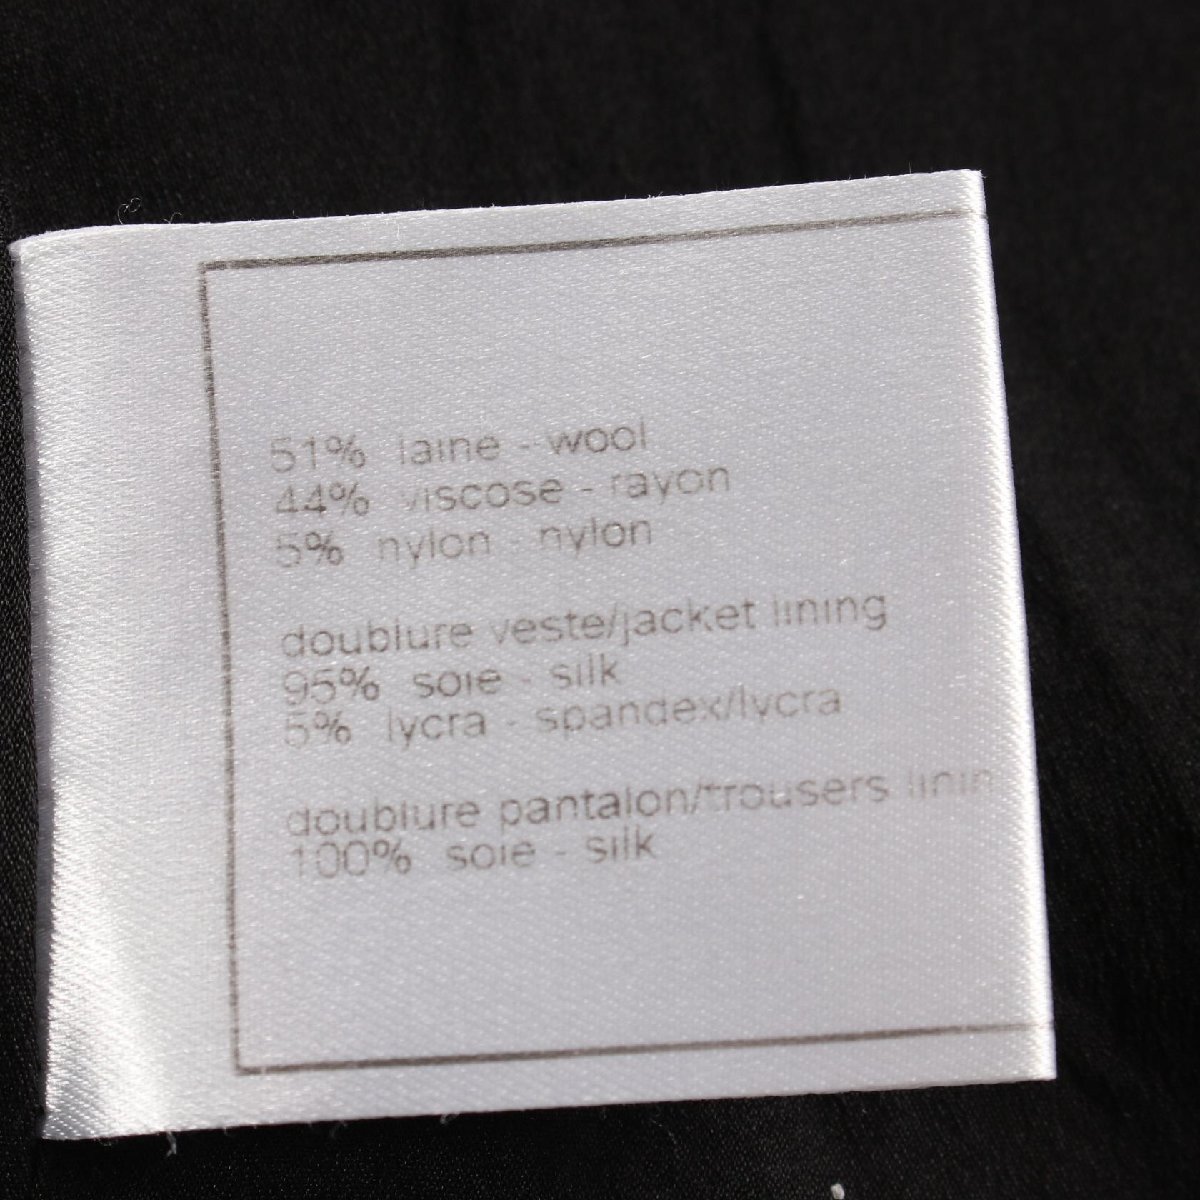 51% laine - wool
44% viscose - rayon
5% nylon - nylon
doublure veste/jacket lining
95% soie - silk
5% lycra - spandex/lycra
doublure pantalon/trousers linin
100% soie - silk